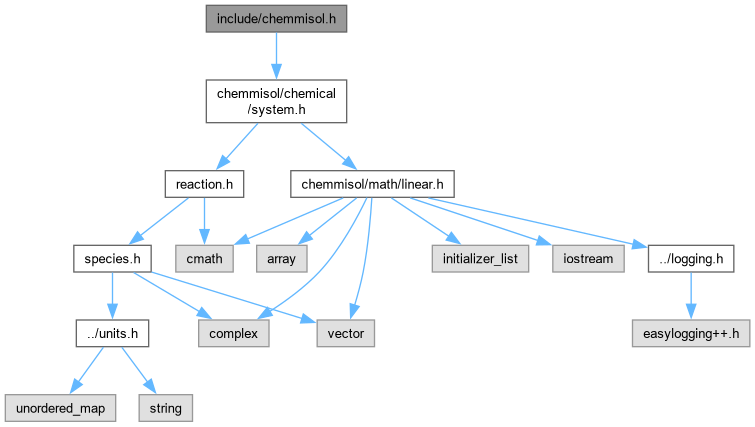 include/chemmisol.h
chemmisol/chemical
/system.h
reaction.h
chemmisol/math/linear.h
species.h
cmath
array
initializer_list
iostream
../logging.h
../units.h
complex
vector
easylogging++.h
unordered_map
string